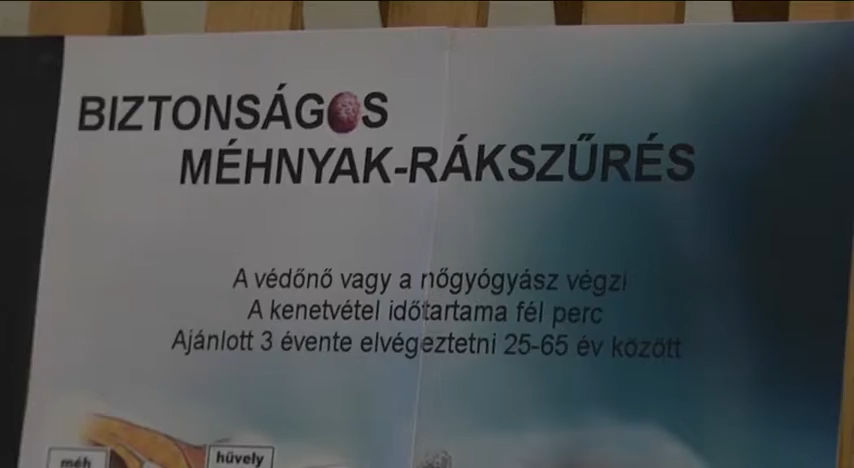 BIZTONSÁGOS
MÉHNYAK-RÁKSZŰRÉS
A védőnő vagy a nőgyógyász végzi
A kenetvétel időtartama fél perc
Ajánlott 3 évente elvégeztetni 25-65 év között
méh
hüvely